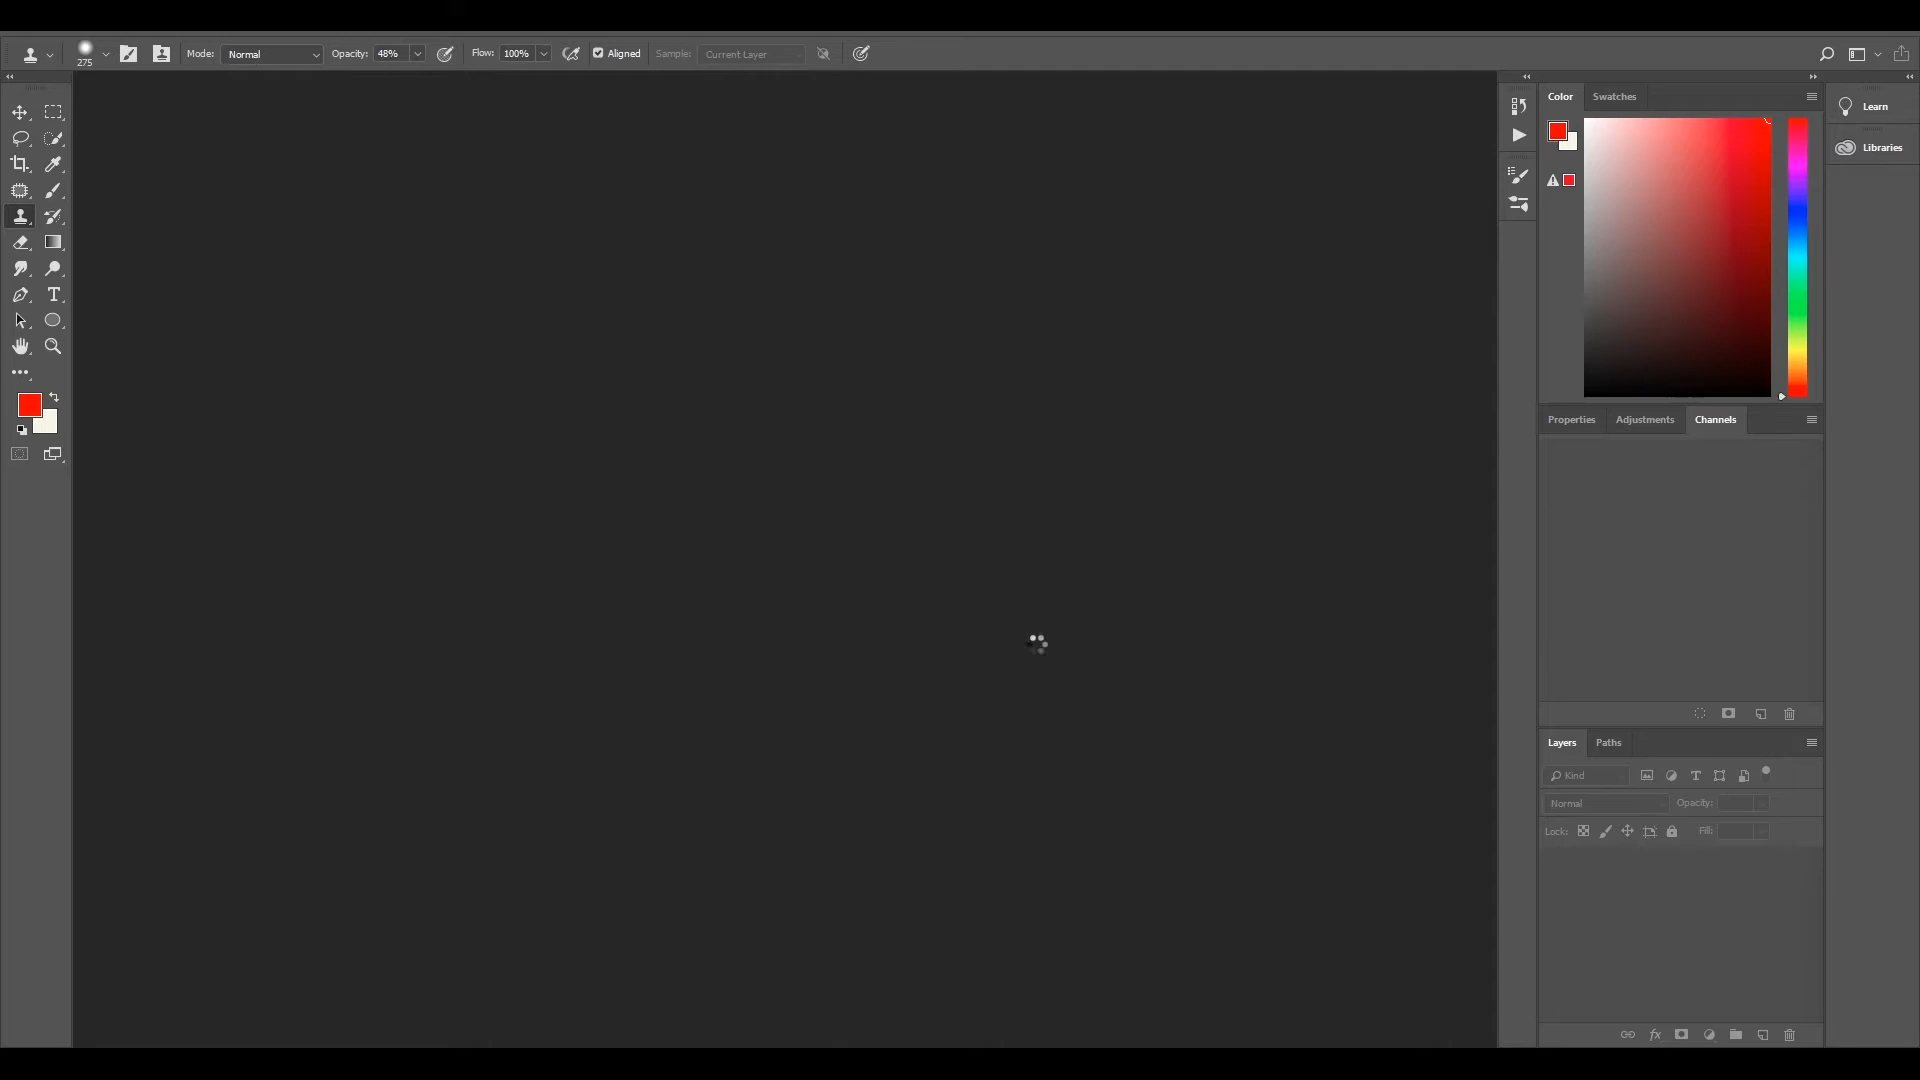 275 Mode: Normal Opacity: 48% Flow: 100% Aligned Sample: Current Layer
Color Swatches
Learn
Libraries
Properties Adjustments Channels
Layers Paths
Kind
Normal Opacity:
Lock: Fill: